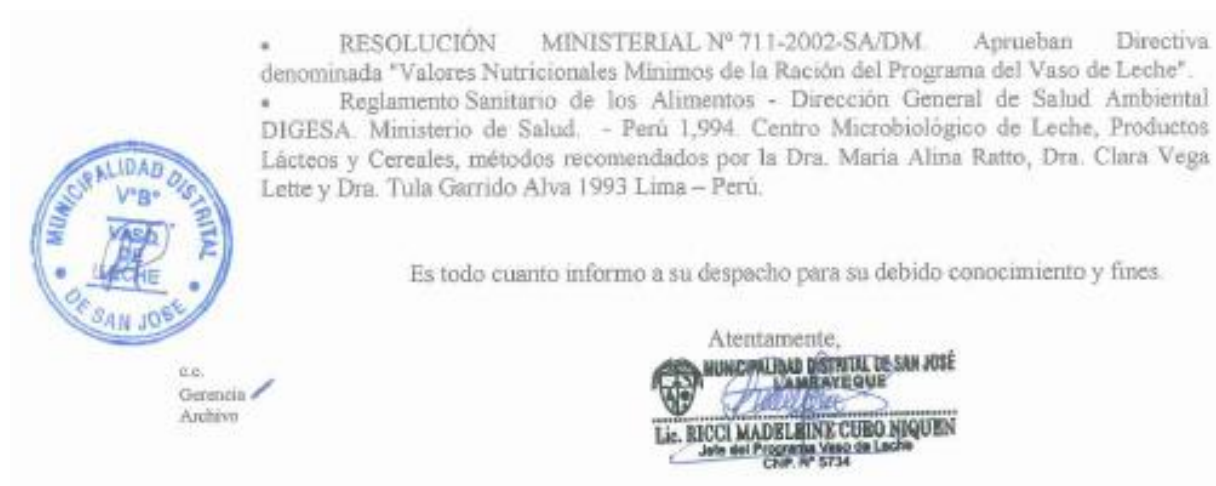 • RESOLUCIÓN MINISTERIAL Nº 711-2002-SA/DM. Aprueban Directiva
denominada "Valores Nutricionales Mínimos de la Ración del Programa del Vaso de Leche".
• Reglamento Sanitario de los Alimentos - Dirección General de Salud Ambiental
DIGESA. Ministerio de Salud. - Perú 1,994. Centro Microbiológico de Leche, Productos
Lácteos y Cereales, métodos recomendados por la Dra. María Alina Ratto, Dra. Clara Vega
Lette y Dra. Tula Garrido Alva 1993 Lima – Perú.
MUNICIPALIDAD DISTRITAL
V°B°
VASO
DE
LECHE
DE SAN JOSE
Es todo cuanto informo a su despacho para su debido conocimiento y fines.
Atentamente,
MUNICIPALIDAD DISTRITAL DE SAN JOSÉ
LAMBAYEQUE
Lic. RICCI MADELEINE CUBO NIQUEN
Jefe del Programa Vaso de Leche
CNP. Nº 5734
c.c.
Gerencia
Archivo